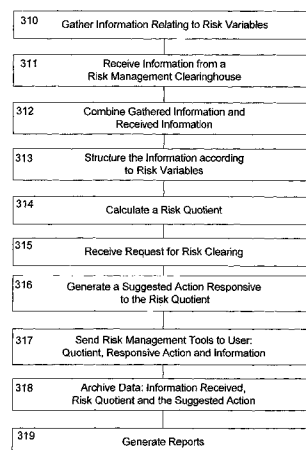 310 Gather Information Relating to Risk Variables
311 Receive Information from a
Risk Management Clearinghouse
312 Combine Gathered Information and
Received Information
313 Structure the Information according
to Risk Variables
314
Calculate a Risk Quotient
315
Receive Request for Risk Clearing
316 Generate a Suggested Action Responsive
to the Risk Quotient
317 Send Risk Management Tools to User:
Quotient, Responsive Action and Information
318 Archive Data: Information Received,
Risk Quotient and the Suggested Action
319
Generate Reports